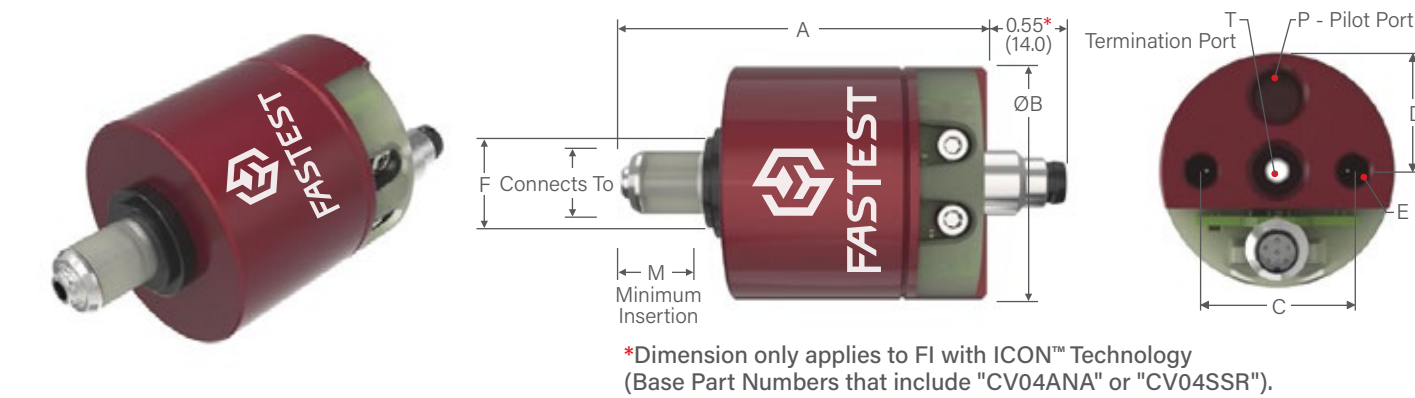 FASTEST
A
0.55*
(14.0)
ØB
F
Connects To
M
Minimum
Insertion
FASTEST
T
Termination Port
P - Pilot Port
D
E
C
*Dimension only applies to FI with ICON™ Technology
(Base Part Numbers that include "CV04ANA" or "CV04SSR").